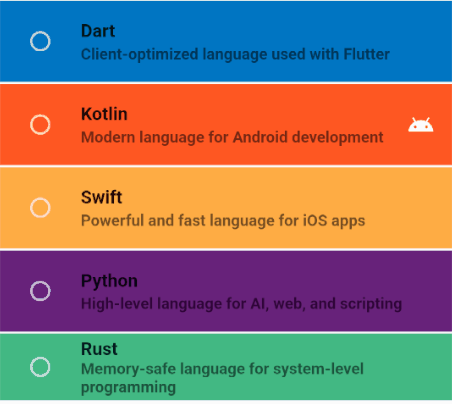 Dart
Client-optimized language used with Flutter
Kotlin
Modern language for Android development
Swift
Powerful and fast language for iOS apps
Python
High-level language for AI, web, and scripting
Rust
Memory-safe language for system-level
programming